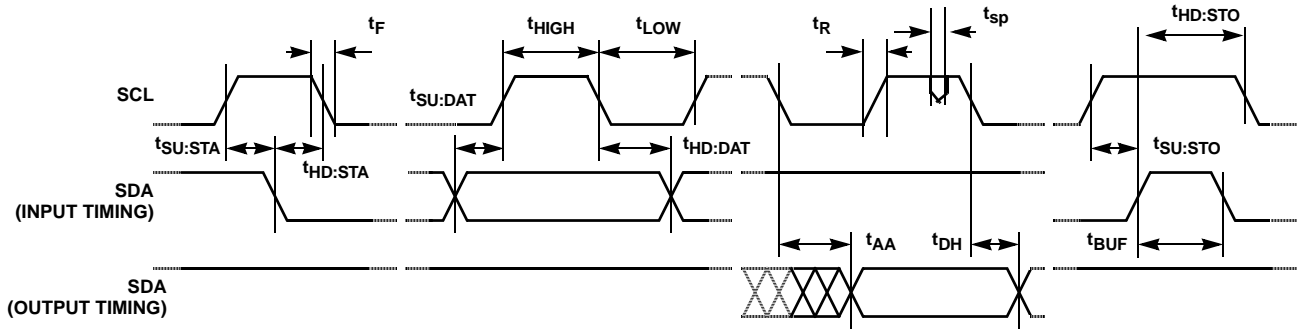 tF
tHIGH
tLOW
tR
tsp
tHD:STO
SCL
tSU:DAT
tSU:STA
tHD:STA
tHD:DAT
tSU:STO
SDA
(INPUT TIMING)
tAA
tDH
tBUF
SDA
(OUTPUT TIMING)